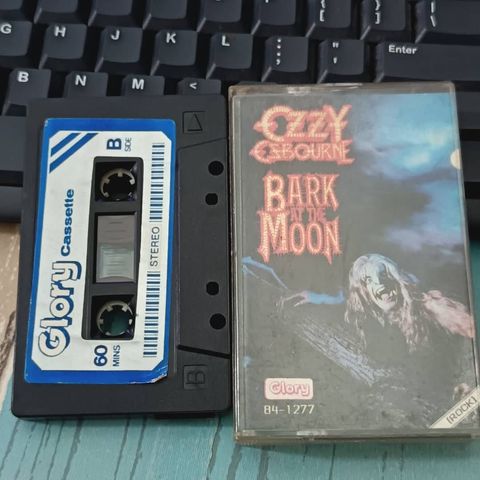 G H J K L : ; " ' Enter
B N M <
Glory cassette
60 MINS
STEREO
B SIDE
B
OZZY
OSBOURNE
BARK
AT THE
MOON
Glory
84-1277
[ROCK]